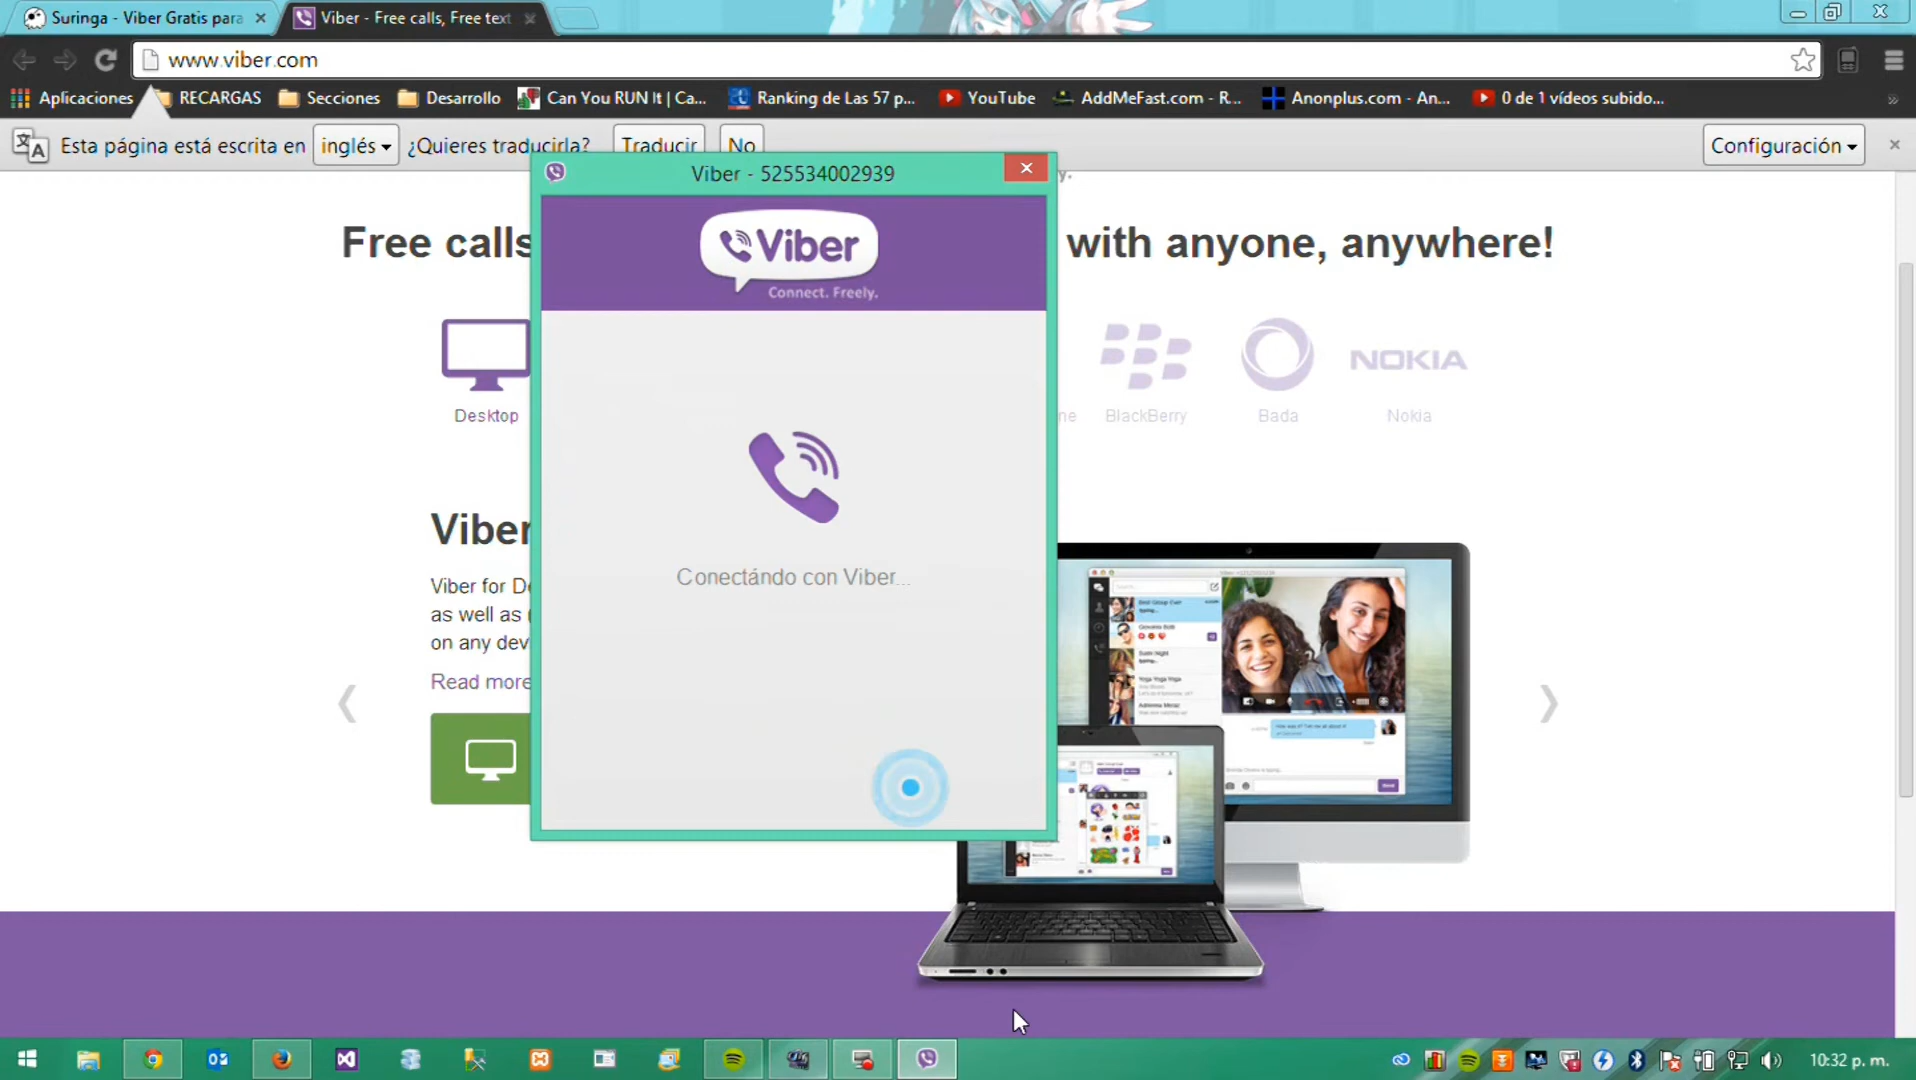 Suringa - Viber Gratis para
Viber - Free calls, Free text
www.viber.com
Aplicaciones RECARGAS Secciones Desarrollo Can You RUN It | Ca... Ranking de Las 57 p... YouTube AddMeFast.com - R... Anonplus.com - An... 0 de 1 vídeos subido...
Esta página está escrita en inglés ¿Quieres traducirla? Traducir No Configuración
Viber - 525534002939
Viber
Connect. Freely.
Conectándo con Viber...
Free calls with anyone, anywhere!
Desktop BlackBerry Bada Nokia
NOKIA
Viber
Viber for De
as well as
on any dev
Read more
10:32 p. m.